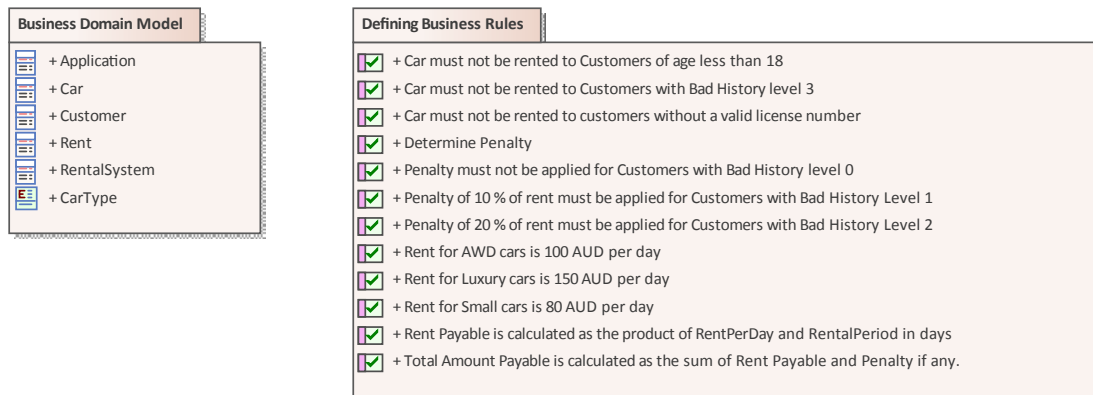 Business Domain Model
+ Application
+ Car
+ Customer
+ Rent
+ RentalSystem
+ CarType
Defining Business Rules
+ Car must not be rented to Customers of age less than 18
+ Car must not be rented to Customers with Bad History level 3
+ Car must not be rented to customers without a valid license number
+ Determine Penalty
+ Penalty must not be applied for Customers with Bad History level 0
+ Penalty of 10 % of rent must be applied for Customers with Bad History Level 1
+ Penalty of 20 % of rent must be applied for Customers with Bad History Level 2
+ Rent for AWD cars is 100 AUD per day
+ Rent for Luxury cars is 150 AUD per day
+ Rent for Small cars is 80 AUD per day
+ Rent Payable is calculated as the product of RentPerDay and RentalPeriod in days
+ Total Amount Payable is calculated as the sum of Rent Payable and Penalty if any.